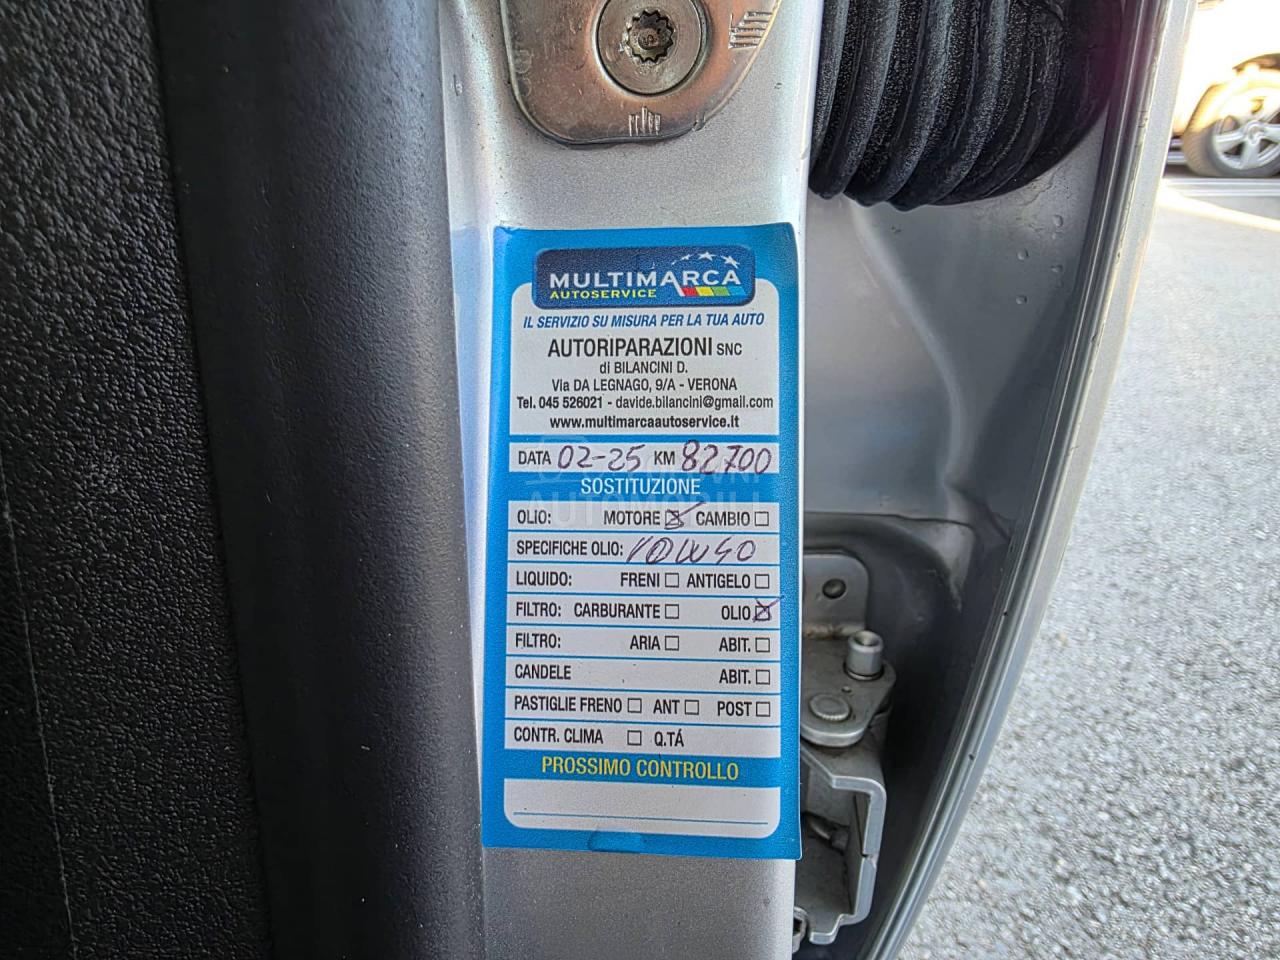 MULTIMARCA
AUTOSERVICE
IL SERVIZIO SU MISURA PER LA TUA AUTO
AUTORIPARAZIONI SNC
di BILANCINI D.
Via DA LEGNAGO, 9/A - VERONA
Tel. 045 526021 - davide.bilancini@gmail.com
www.multimarcaautoservice.it
DATA 02-25 KM 82700
SOSTITUZIONE
OLIO: MOTORE CAMBIO
SPECIFICHE OLIO: 10W40
LIQUIDO: FRENI ANTIGELO
FILTRO: CARBURANTE OLIO
FILTRO: ARIA ABIT.
CANDELE ABIT.
PASTIGLIE FRENO ANT POST
CONTR. CLIMA Q.TÁ
PROSSIMO CONTROLLO